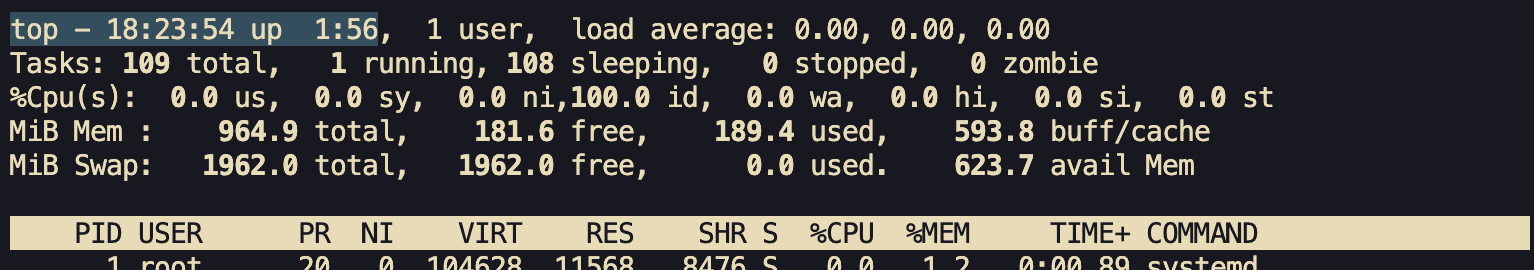 top - 18:23:54 up  1:56,  1 user,  load average: 0.00, 0.00, 0.00
Tasks: 109 total,   1 running, 108 sleeping,   0 stopped,   0 zombie
%Cpu(s):  0.0 us,  0.0 sy,  0.0 ni,100.0 id,  0.0 wa,  0.0 hi,  0.0 si,  0.0 st
MiB Mem :    964.9 total,    181.6 free,    189.4 used,    593.8 buff/cache
MiB Swap:   1962.0 total,   1962.0 free,      0.0 used.    623.7 avail Mem
    PID USER      PR  NI    VIRT    RES    SHR S  %CPU  %MEM     TIME+ COMMAND
      1 root      20   0  104628  11568   8476 S   0.0   1.2   0:00.89 systemd